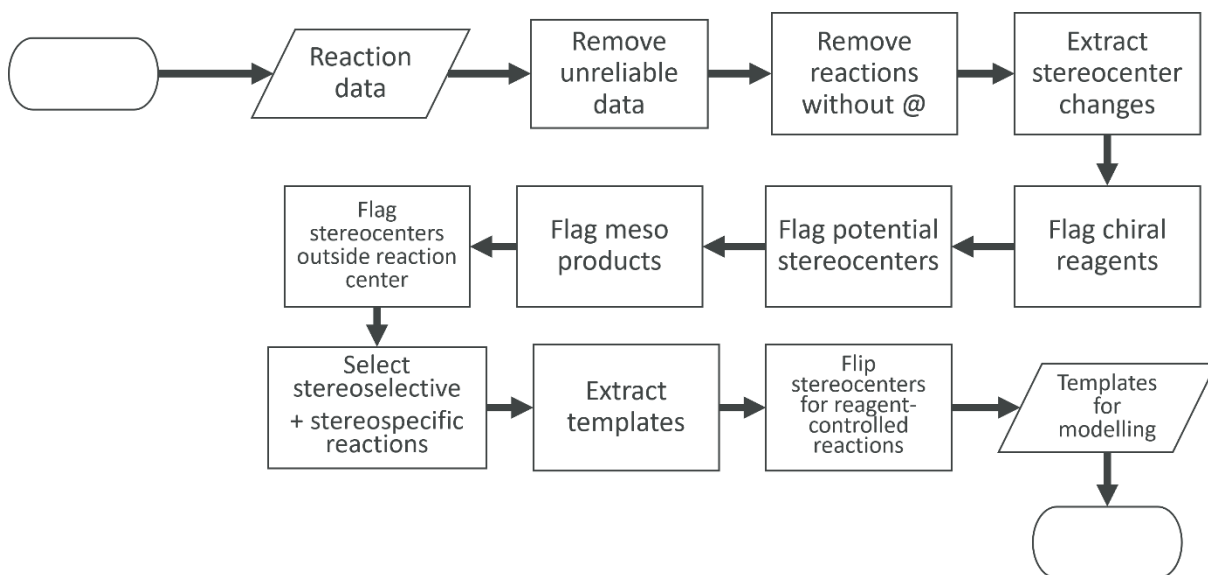 Reaction
data
Remove
unreliable
data
Remove
reactions
without @
Extract
stereocenter
changes
Flag chiral
reagents
Flag potential
stereocenters
Flag meso
products
Flag
stereocenters
outside reaction
center
Select
stereoselective
+ stereospecific
reactions
Extract
templates
Flip
stereocenters
for reagent-
controlled
reactions
Templates
for
modelling